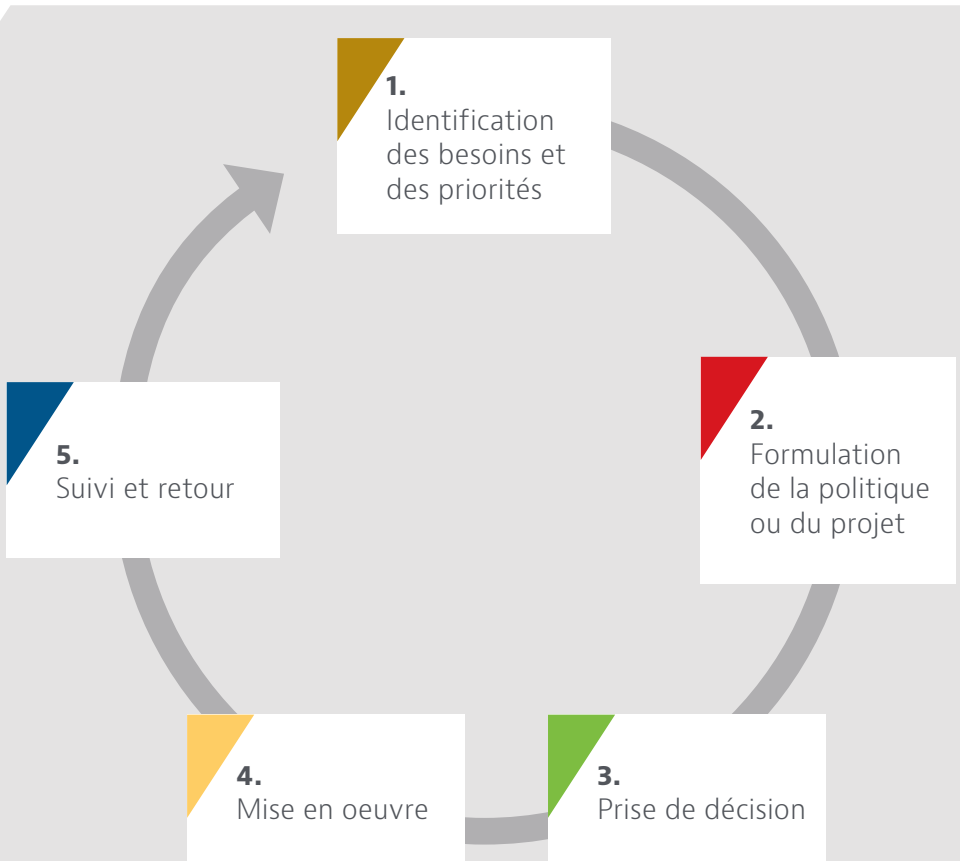 1.
Identification
des besoins et
des priorités
2.
Formulation
de la politique
ou du projet
3.
Prise de décision
4.
Mise en oeuvre
5.
Suivi et retour